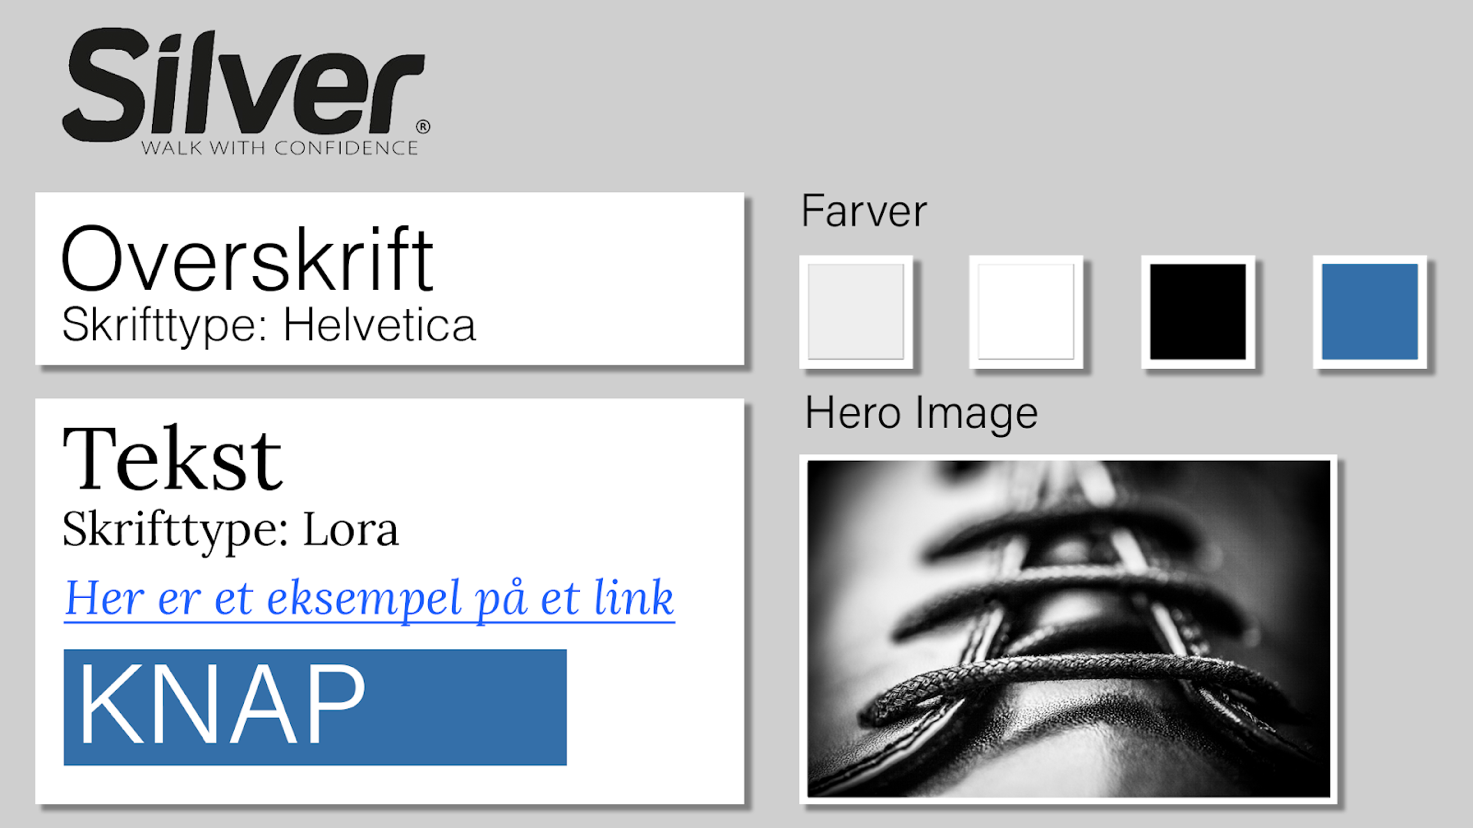 Silver®
WALK WITH CONFIDENCE
Overskrift
Skrifttype: Helvetica
Tekst
Skrifttype: Lora
Her er et eksempel på et link
KNAP
Farver
Hero Image